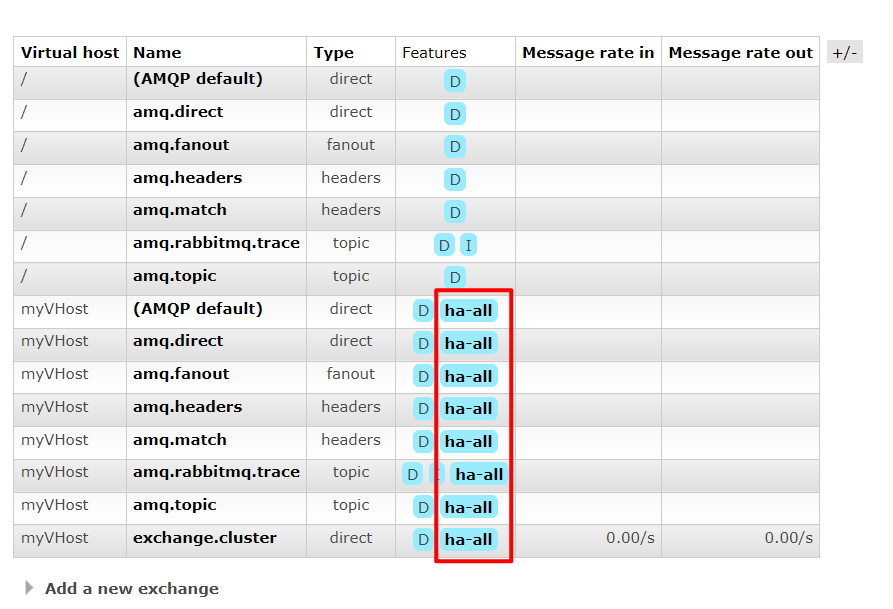 Virtual host Name Type Features Message rate in Message rate out +/-
/ (AMQP default) direct D
/ amq.direct direct D
/ amq.fanout fanout D
/ amq.headers headers D
/ amq.match headers D
/ amq.rabbitmq.trace topic D I
/ amq.topic topic D
myVHost (AMQP default) direct D ha-all
myVHost amq.direct direct D ha-all
myVHost amq.fanout fanout D ha-all
myVHost amq.headers headers D ha-all
myVHost amq.match headers D ha-all
myVHost amq.rabbitmq.trace topic D I ha-all
myVHost amq.topic topic D ha-all
myVHost exchange.cluster direct D ha-all 0.00/s 0.00/s
Add a new exchange